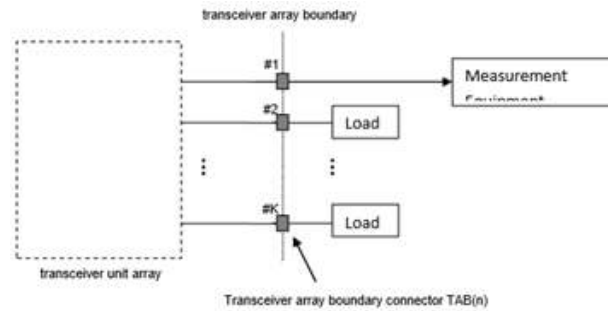 transceiver array boundary
#1
Measurement
#2
Load
#K
Load
transceiver unit array
Transceiver array boundary connector TAB(n)